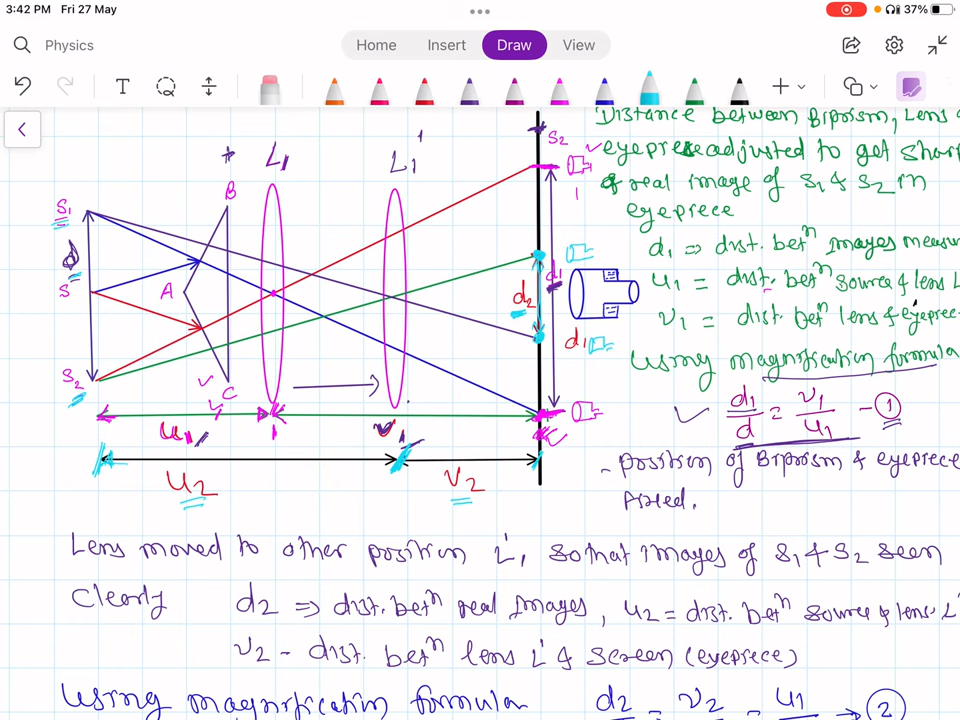 3:42 PM Fri 27 May
37%
Physics
Home Insert Draw View
Distance between Biprism, Lens
eyepiece adjusted to get sharp
real image of S1 & S2 in
eyepiece
d1 ⇒ dist. betⁿ images measur
u1 = dist. betⁿ source & lens L
v1 = dist. betⁿ lens & eyepiece
Using magnification formula
d1/d = v1/u1 - ①
- position of Biprism & eyepiece
fixed.
L1
L1'
S2
B
S1
d
S
A
d1
d2
d1
S2
C
u1
v1
u2
v2
Lens moved to other position L', so that images of S1 & S2 seen
clearly d2 ⇒ dist. betⁿ real images, u2 = dist. betⁿ source & lens L'
v2 - dist. betⁿ lens L' & screen (eyepiece)
Using magnification formula d2 = v2 = u1 → ②